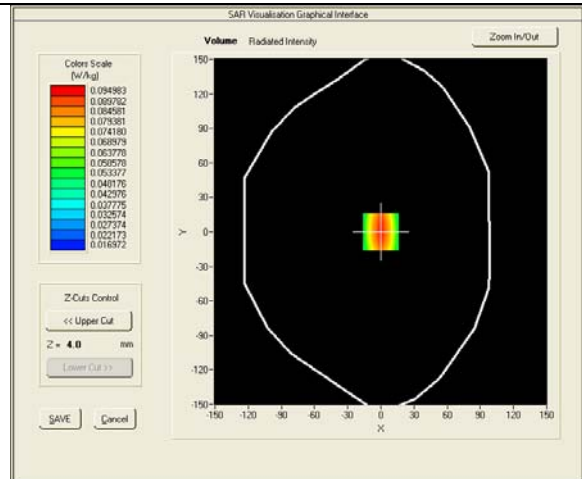 SAR Visualisation Graphical Interface
Volume Radiated Intensity
Zoom In/Out
Colors Scale
(W/kg)
0.094983
0.089782
0.084581
0.079381
0.074180
0.068979
0.063778
0.058578
0.053377
0.048176
0.042976
0.037775
0.032574
0.027374
0.022173
0.016972
150
120
90
60
30
0
-30
-60
-90
-120
-150
Y
-150 -120 -90 -60 -30 0 30 60 90 120 150
X
Z-Cuts Control
<< Upper Cut
Z = 4.0 mm
Lower Cut >>
SAVE Cancel